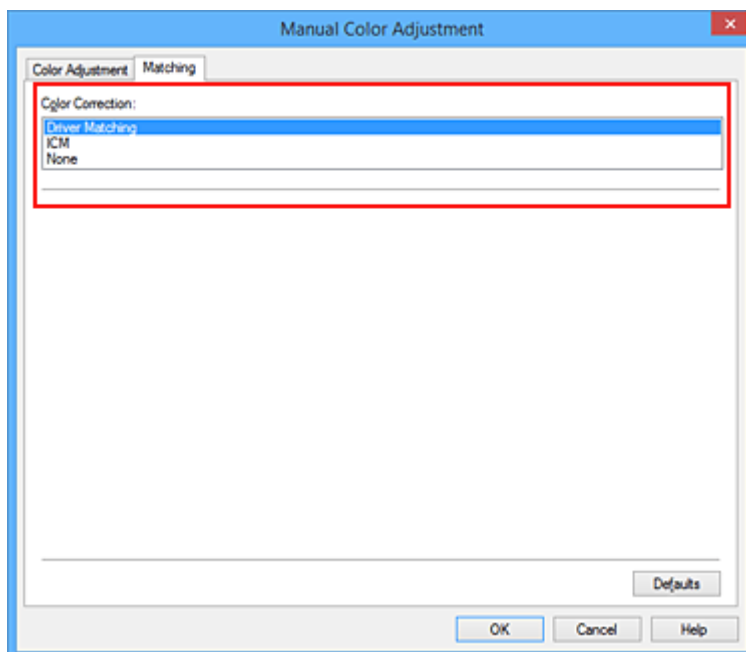 Manual Color Adjustment
Color Adjustment Matching
Color Correction:
Driver Matching
ICM
None
Defaults
OK Cancel Help